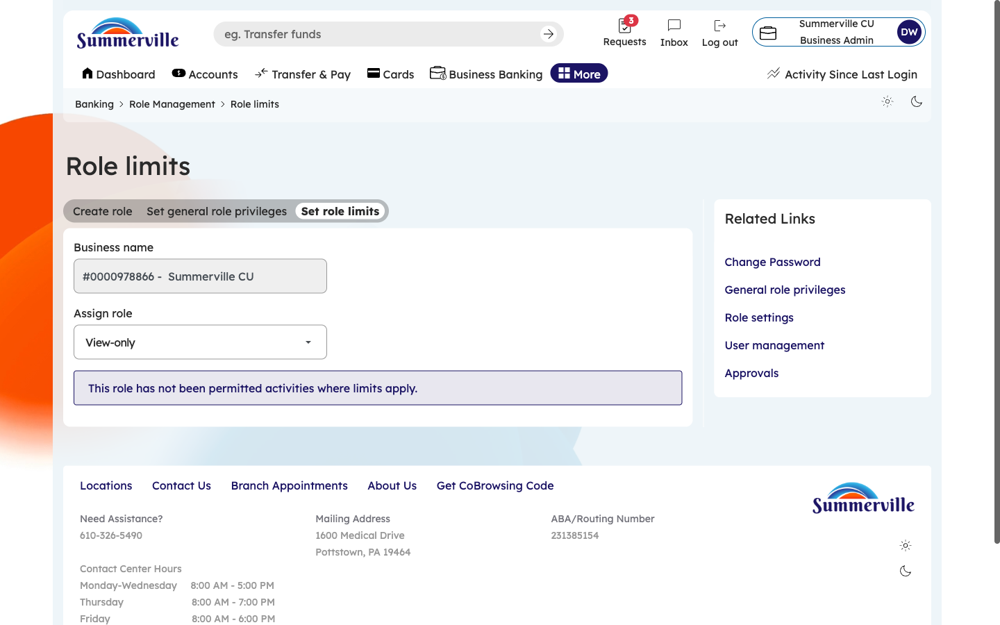 Summerville
eg. Transfer funds
3
Requests
Inbox
Log out
Summerville CU
Business Admin
DW
Dashboard
Accounts
Transfer & Pay
Cards
Business Banking
More
Activity Since Last Login
Banking > Role Management > Role limits
Role limits
Create role
Set general role privileges
Set role limits
Business name
#0000978866 - Summerville CU
Assign role
View-only
This role has not been permitted activities where limits apply.
Related Links
Change Password
General role privileges
Role settings
User management
Approvals
Locations
Contact Us
Branch Appointments
About Us
Get CoBrowsing Code
Summerville
Need Assistance?
610-326-5490
Mailing Address
1600 Medical Drive
Pottstown, PA 19464
ABA/Routing Number
231385154
Contact Center Hours
Monday-Wednesday 8:00 AM - 5:00 PM
Thursday 8:00 AM - 7:00 PM
Friday 8:00 AM - 6:00 PM